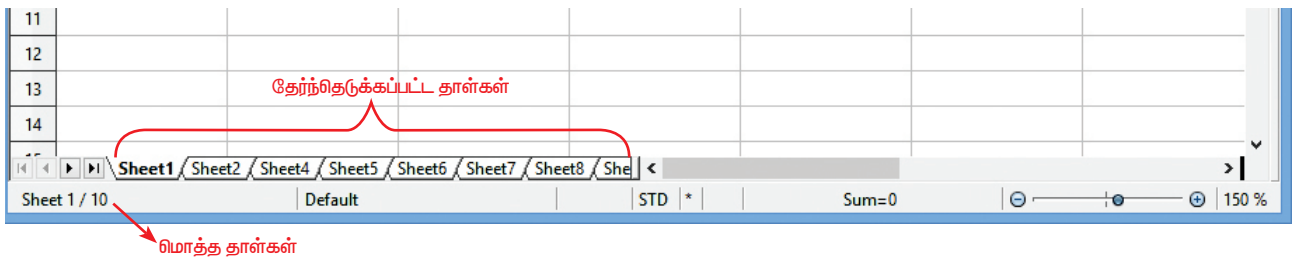 11
12
13
தேர்ந்தெடுக்கப்பட்ட தாள்கள்
14
Sheet1 Sheet2 Sheet4 Sheet5 Sheet6 Sheet7 Sheet8 She
Sheet 1 / 10 Default STD * Sum=0 150 %
மொத்த தாள்கள்